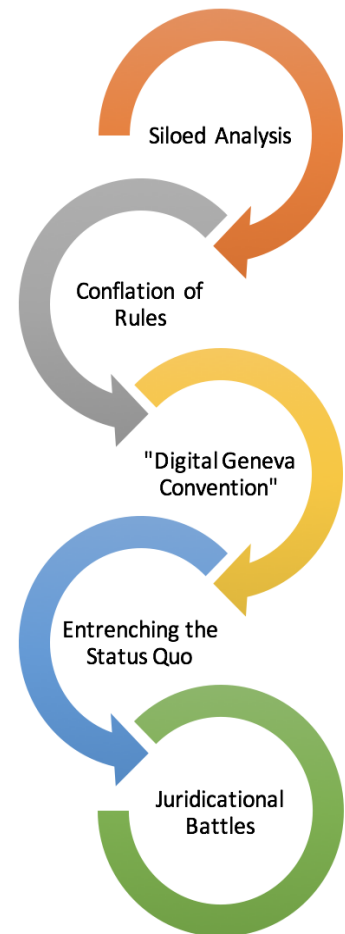 Siloed Analysis
Conflation of
Rules
"Digital Geneva
Convention"
Entrenching the
Status Quo
Juridicational
Battles